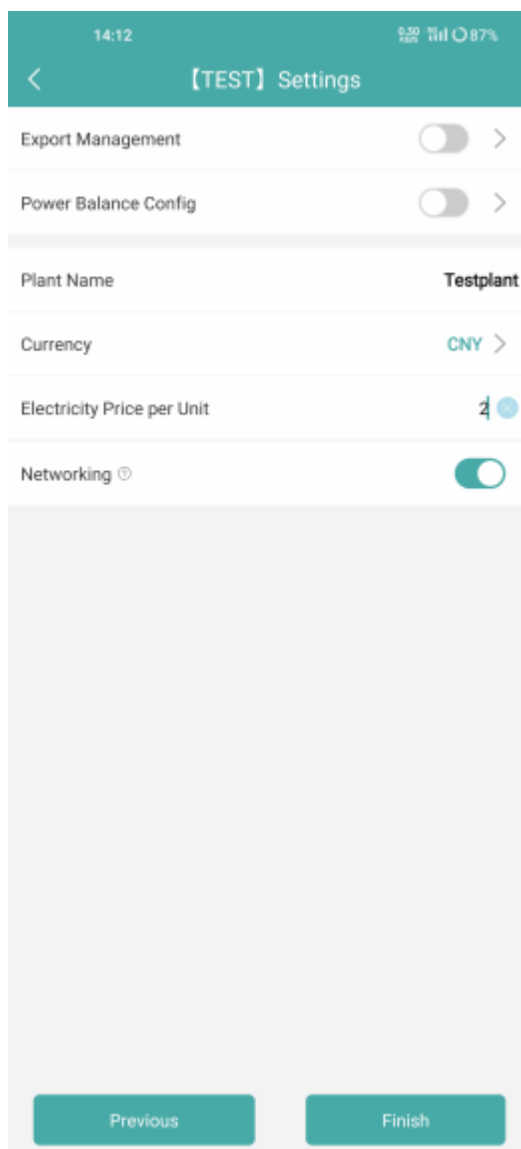 14:12 87%
【TEST】 Settings
Export Management
Power Balance Config
Plant Name Testplant
Currency CNY
Electricity Price per Unit 2
Networking
Previous Finish